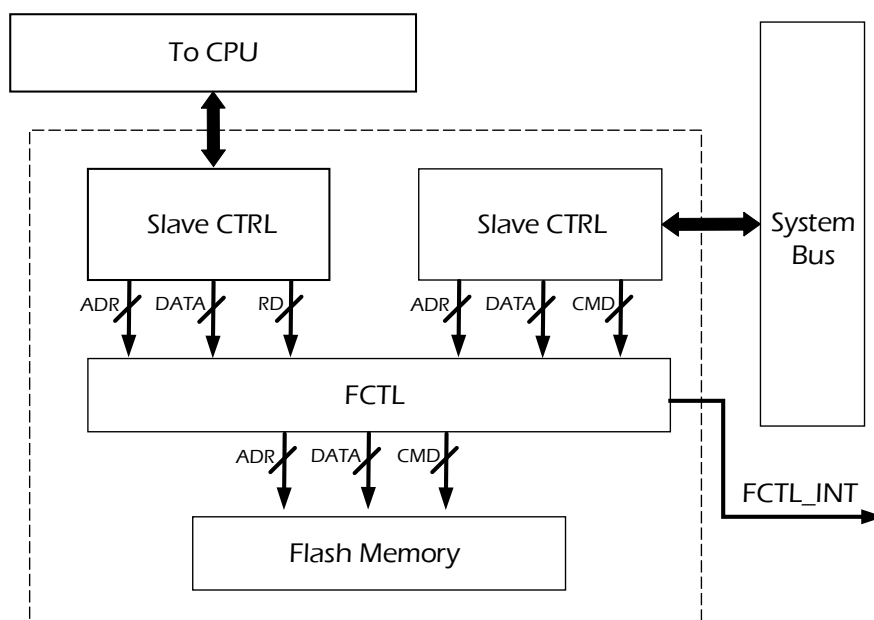 To CPU
Slave CTRL
Slave CTRL
System
Bus
ADR DATA RD
ADR DATA CMD
FCTL
ADR DATA CMD
FCTL_INT
Flash Memory